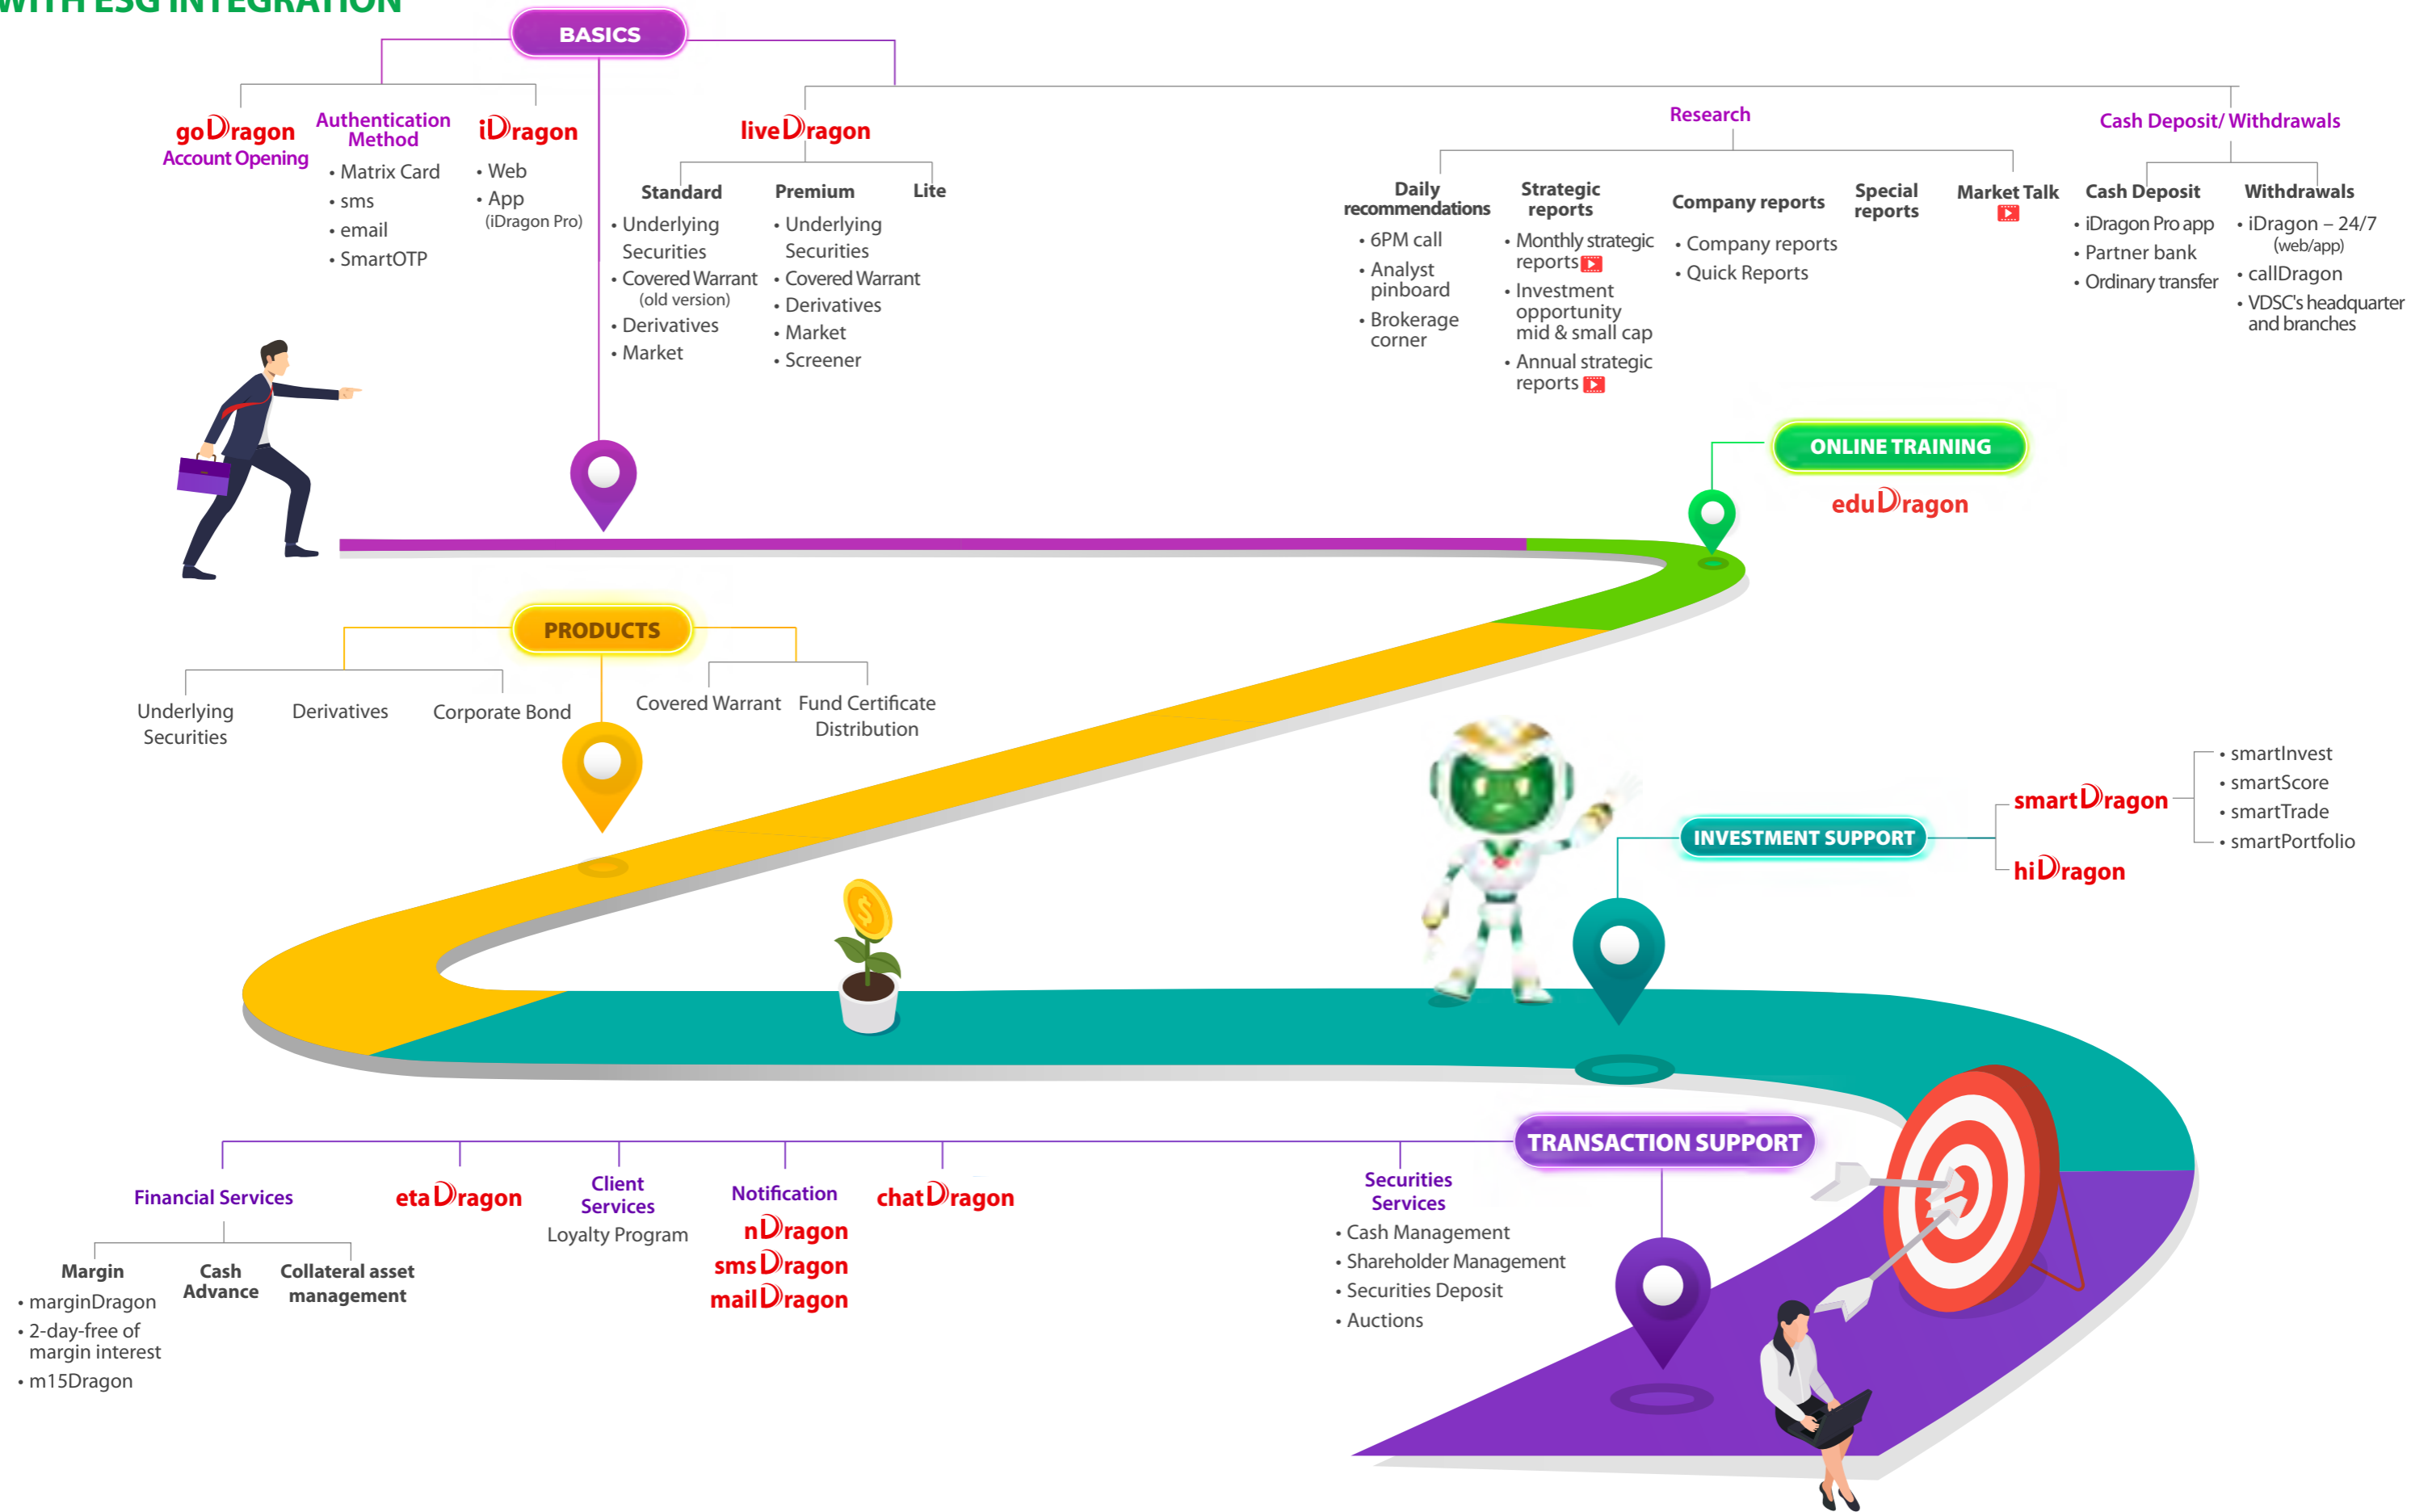 WITH ESG INTEGRATION
BASICS
goDragon
Account Opening
Authentication
Method
• Matrix Card
• sms
• email
• SmartOTP
iDragon
• Web
• App
(iDragon Pro)
liveDragon
Standard
• Underlying
Securities
• Covered Warrant
(old version)
• Derivatives
• Market
Premium
• Underlying
Securities
• Covered Warrant
• Derivatives
• Market
• Screener
Lite
Research
Daily
recommendations
• 6PM call
• Analyst
pinboard
• Brokerage
corner
Strategic
reports
• Monthly strategic
reports
• Investment
opportunity
mid & small cap
• Annual strategic
reports
Company reports
• Company reports
• Quick Reports
Special
reports
Market Talk
Cash Deposit/ Withdrawals
Cash Deposit
• iDragon Pro app
• Partner bank
• Ordinary transfer
Withdrawals
• iDragon – 24/7
(web/app)
• callDragon
• VDSC's headquarter
and branches
ONLINE TRAINING
eduDragon
PRODUCTS
Underlying
Securities
Derivatives
Corporate Bond
Covered Warrant
Fund Certificate
Distribution
INVESTMENT SUPPORT
smartDragon
• smartInvest
• smartScore
• smartTrade
• smartPortfolio
hiDragon
TRANSACTION SUPPORT
Financial Services
Margin
• marginDragon
• 2-day-free of
margin interest
• m15Dragon
Cash
Advance
Collateral asset
management
etaDragon
Client
Services
Loyalty Program
Notification
nDragon
smsDragon
mailDragon
chatDragon
Securities
Services
• Cash Management
• Shareholder Management
• Securities Deposit
• Auctions
$